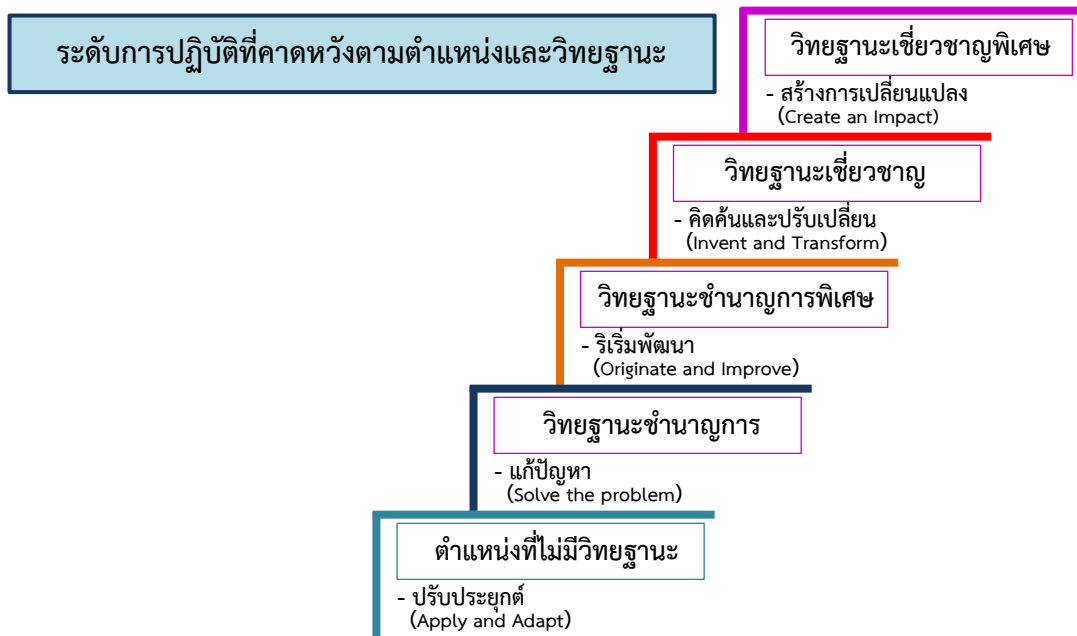 ระดับการปฏิบัติที่คาดหวังตามตำแหน่งและวิทยฐานะ
วิทยฐานะเชี่ยวชาญพิเศษ
- สร้างการเปลี่ยนแปลง
(Create an Impact)
วิทยฐานะเชี่ยวชาญ
- คิดค้นและปรับเปลี่ยน
(Invent and Transform)
วิทยฐานะชำนาญการพิเศษ
- ริเริ่มพัฒนา
(Originate and Improve)
วิทยฐานะชำนาญการ
- แก้ปัญหา
(Solve the problem)
ตำแหน่งที่ไม่มีวิทยฐานะ
- ปรับประยุกต์
(Apply and Adapt)